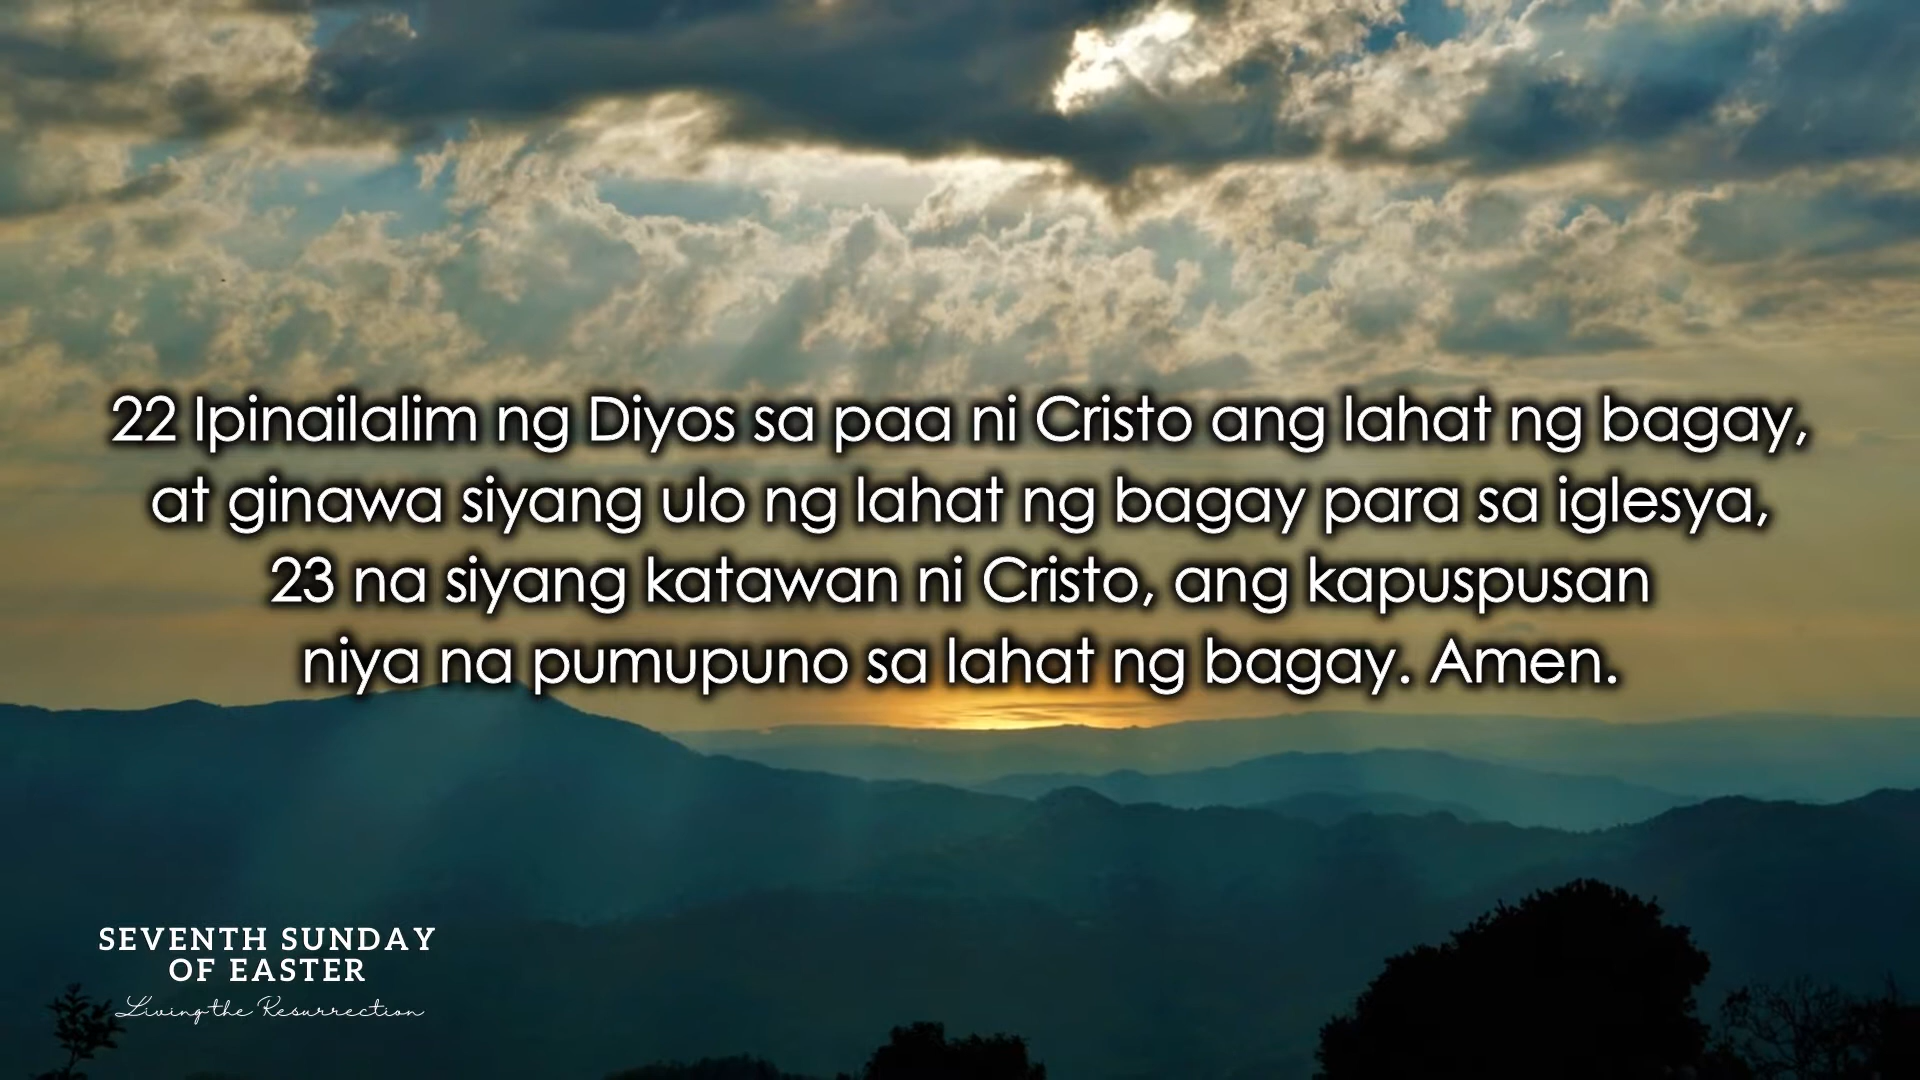 22 Ipinailalim ng Diyos sa paa ni Cristo ang lahat ng bagay,
at ginawa siyang ulo ng lahat ng bagay para sa iglesya,
23 na siyang katawan ni Cristo, ang kapuspusan
niya na pumupuno sa lahat ng bagay. Amen.
SEVENTH SUNDAY
OF EASTER
Living the Resurrection